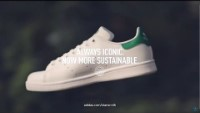 ALWAYS ICONIC.
NOW MORE SUSTAINABLE.